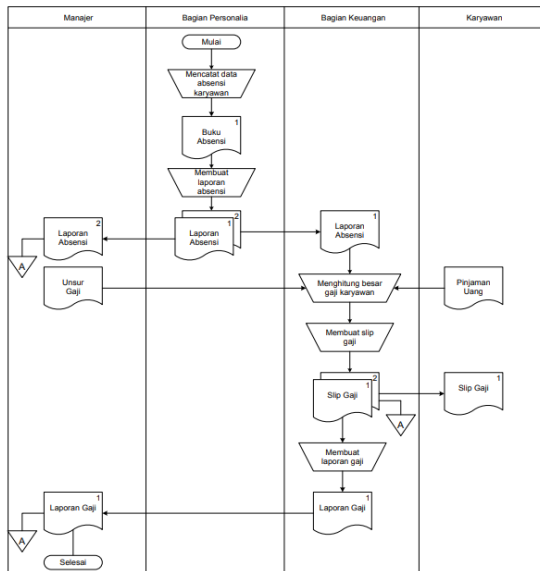 Manajer
Bagian Personalia
Bagian Keuangan
Karyawan
Mulai
Mencatat data
absensi
karyawan
1
Buku
Absensi
Membuat
laporan
absensi
2
Laporan
Absensi
2
1
Laporan
Absensi
1
Laporan
Absensi
A
Unsur
Gaji
Menghitung besar
gaji karyawan
Pinjaman
Uang
Membuat slip
gaji
2
1
Slip Gaji
1
Slip Gaji
A
Membuat
laporan gaji
1
Laporan Gaji
1
Laporan Gaji
A
Selesai